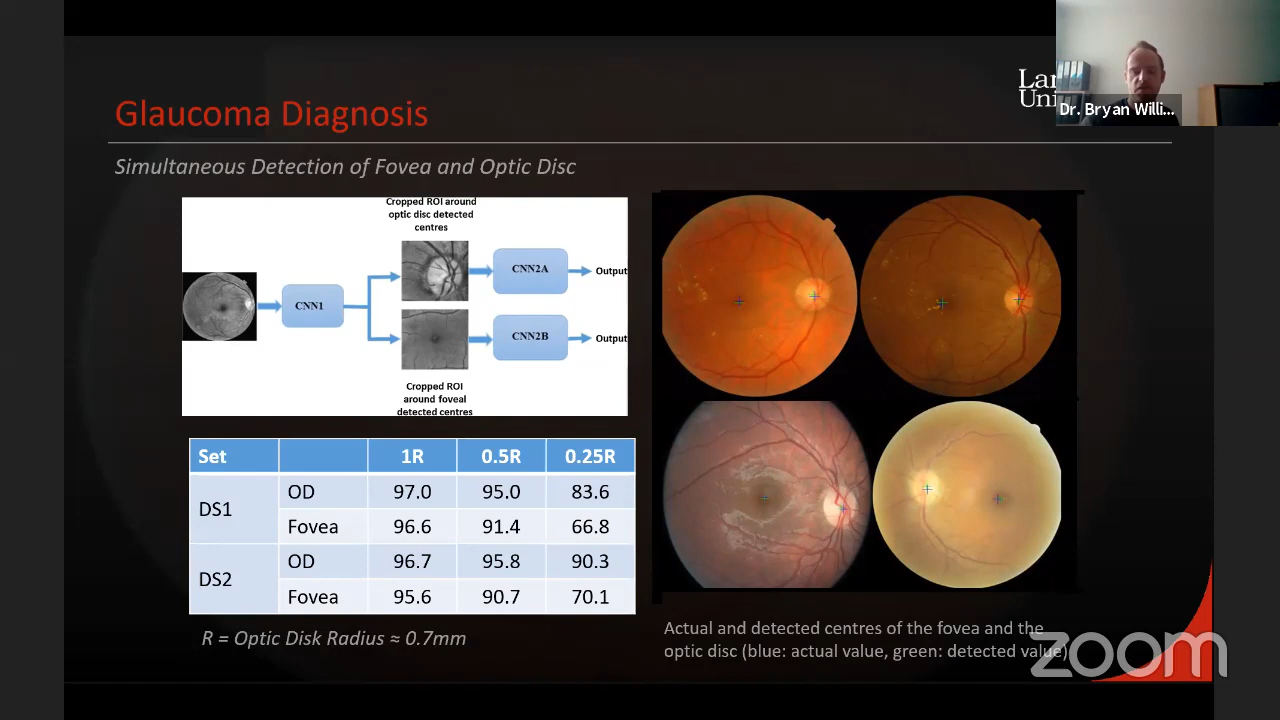 Glaucoma Diagnosis
Simultaneous Detection of Fovea and Optic Disc
Dr. Bryan Willi...
Cropped ROI around
optic disc detected
centres
CNN1
CNN2A
Output
CNN2B
Output
Cropped ROI
around foveal
detected centres
Set 1R 0.5R 0.25R
DS1 OD 97.0 95.0 83.6
Fovea 96.6 91.4 66.8
DS2 OD 96.7 95.8 90.3
Fovea 95.6 90.7 70.1
R = Optic Disk Radius ≈ 0.7mm
Actual and detected centres of the fovea and the
optic disc (blue: actual value, green: detected value)
zoom